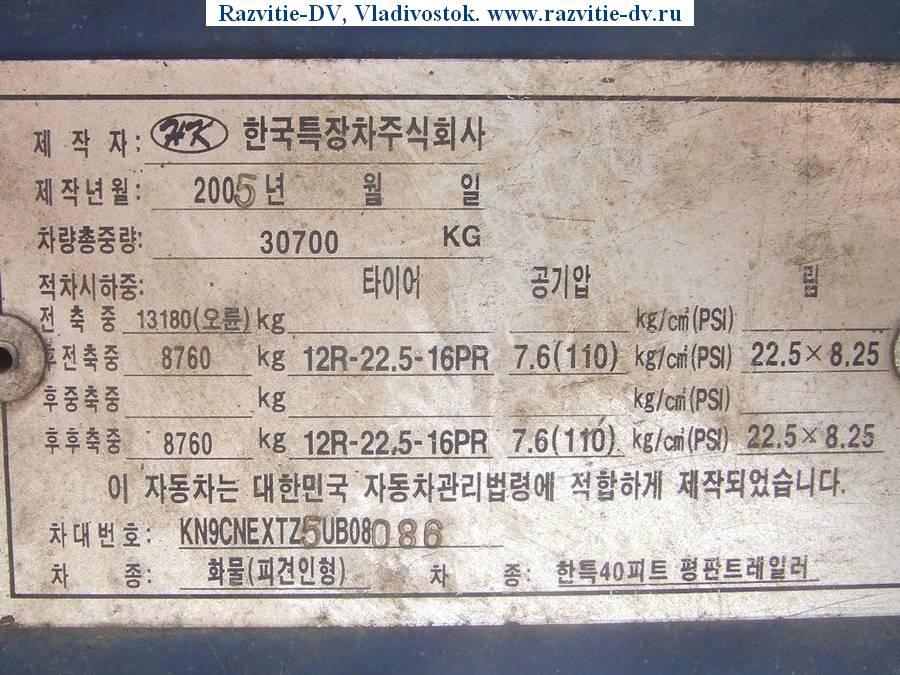 Razvitie-DV, Vladivostok. www.razvitie-dv.ru
제 작 자: HK 한국특장차주식회사
제작년월: 2005년 월 일
차량총중량: 30700 KG
적차시하중: 타이어 공기압 림
전 축 중 13180(오륜) kg kg/㎠(PSI)
후전축중 8760 kg 12R-22.5-16PR 7.6(110) kg/㎠(PSI) 22.5×8.25
후중축중 kg kg/㎠(PSI)
후후축중 8760 kg 12R-22.5-16PR 7.6(110) kg/㎠(PSI) 22.5×8.25
이 자동차는 대한민국 자동차관리법령에 적합하게 제작되었습니다.
차대번호: KN9CNEXTZ5UB08086
차 종: 화물(피견인형) 차 종: 한특40피트 평판트레일러